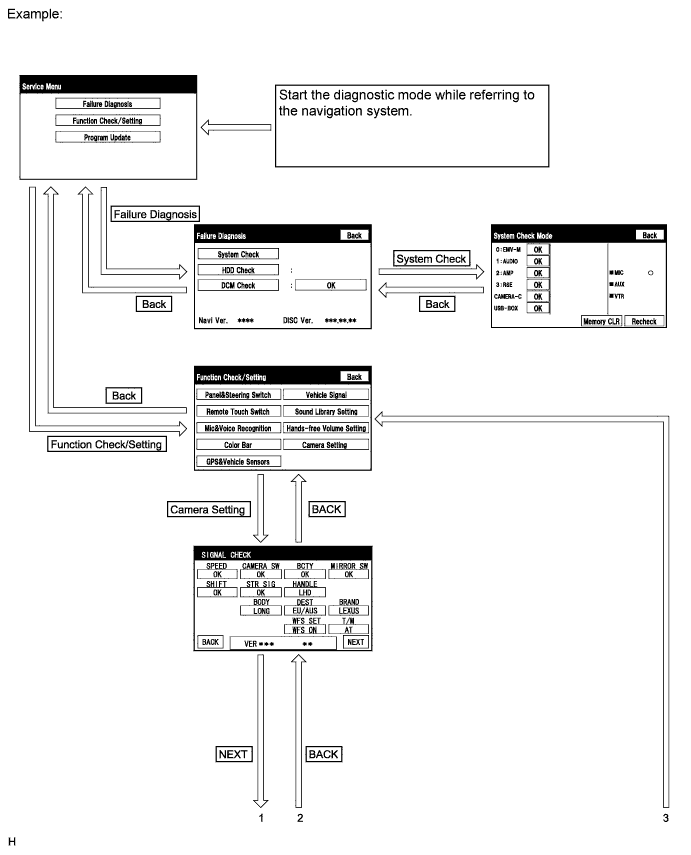 Example:
Service Menu
Failure Diagnosis
Function Check/Setting
Program Update
Start the diagnostic mode while referring to
the navigation system.
Failure Diagnosis
Back
Failure Diagnosis Back
System Check
HDD Check :
DCM Check : OK
Navi Ver. **** DISC Ver. ***.**.**
System Check
Back
System Check Mode Back
0:EMV-M OK
1:AUDIO OK
2:AMP OK ■MIC ○
3:RSE OK ■AUX
CAMERA-C OK ■VTR
USB-BOX OK
Memory CLR Recheck
Back
Function Check/Setting
Function Check/Setting Back
Panel&Steering Switch Vehicle Signal
Remote Touch Switch Sound Library Setting
Mic&Voice Recognition Hands-free Volume Setting
Color Bar Camera Setting
GPS&Vehicle Sensors
Camera Setting
BACK
SIGNAL CHECK
SPEED CAMERA SW BCTY MIRROR SW
OK OK OK OK
SHIFT STR SIG HANDLE
OK OK LHD
BODY DEST BRAND
LONG EU/AUS LEXUS
WFS SET T/M
WFS ON AT
BACK VER*** ** NEXT
NEXT
BACK
1 2 3
H